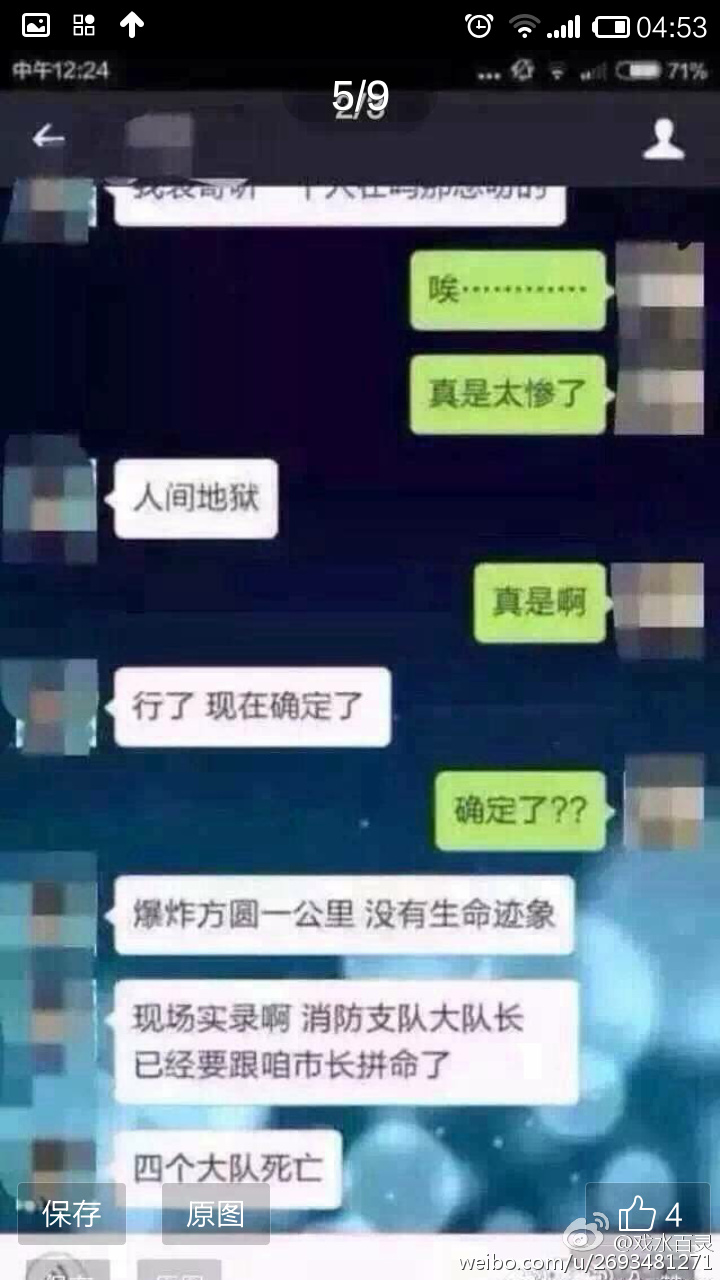 04:53
中午12:24
71%
5/9
唉…………
真是太惨了
人间地狱
真是啊
行了 现在确定了
确定了??
爆炸方圆一公里 没有生命迹象
现场实录啊 消防支队大队长
已经要跟咱市长拼命了
四个大队死亡
保存
原图
4
@戏水百灵
weibo.com/u/2693481271